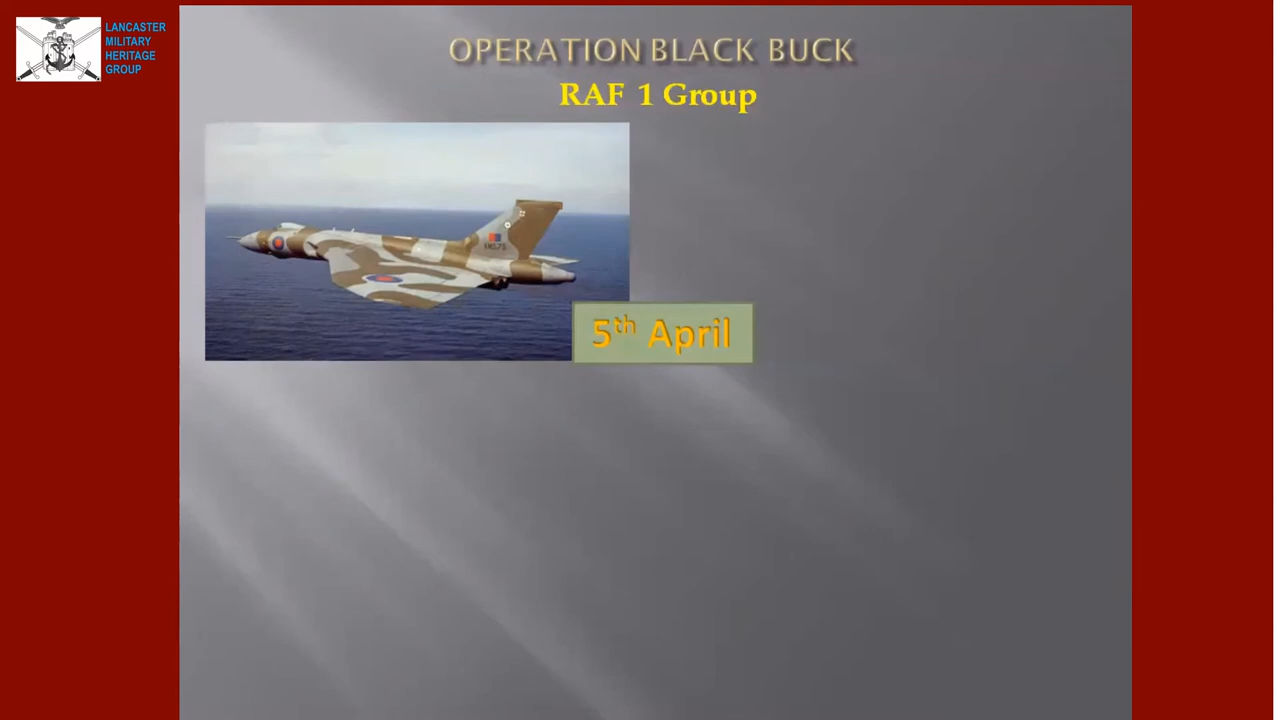 LANCASTER
MILITARY
HERITAGE
GROUP
OPERATION BLACK BUCK
RAF 1 Group
5th April